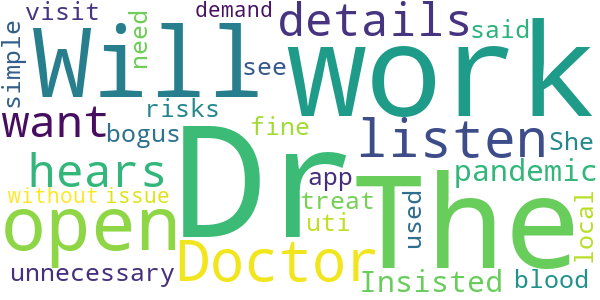 visit
demand
simple
Will
need
see
details
said
work
want
risks
bogus
fine
listen
She
hears
Dr
app
The
pandemic
without
issue
treat
uti
used
local
open
Doctor
unnecessary
Insisted
blood